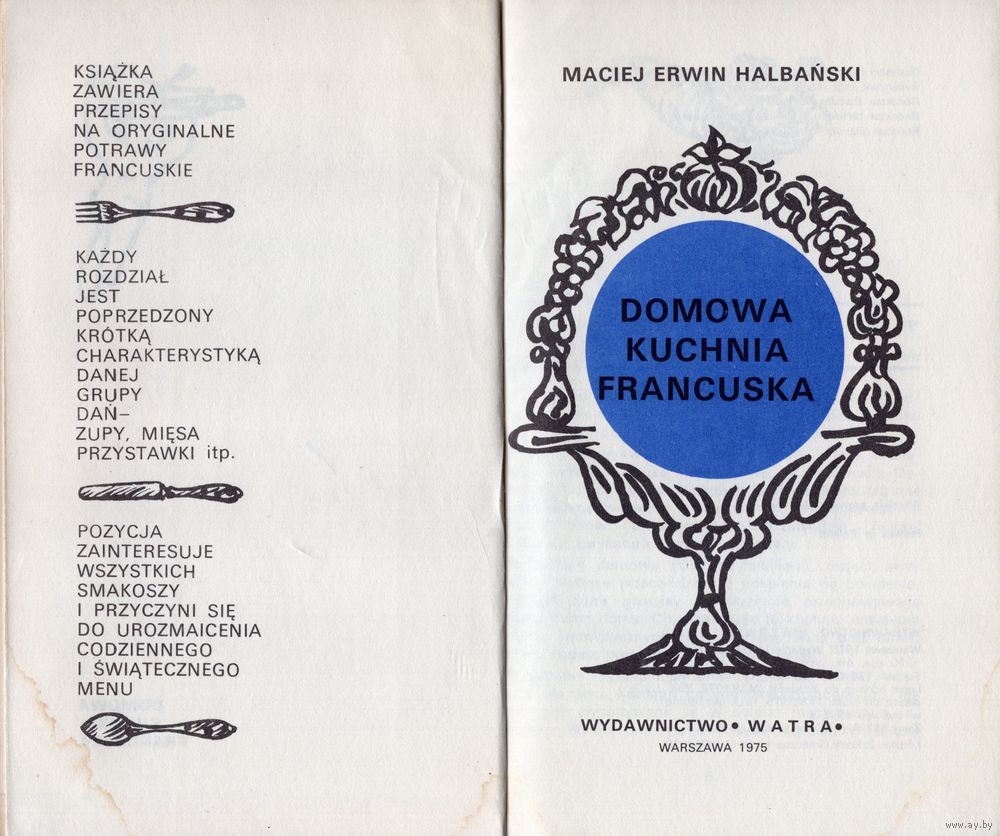 KSIĄŻKA
ZAWIERA
PRZEPISY
NA ORYGINALNE
POTRAWY
FRANCUSKIE
KAŻDY
ROZDZIAŁ
JEST
POPRZEDZONY
KRÓTKĄ
CHARAKTERYSTYKĄ
DANEJ
GRUPY
DAŃ–
ZUPY, MIĘSA
PRZYSTAWKI itp.
POZYCJA
ZAINTERESUJE
WSZYSTKICH
SMAKOSZY
I PRZYCZYNI SIĘ
DO UROZMAICENIA
CODZIENNEGO
I ŚWIĄTECZNEGO
MENU
MACIEJ ERWIN HALBAŃSKI
DOMOWA
KUCHNIA
FRANCUSKA
WYDAWNICTWO• WATRA•
WARSZAWA 1975
www.ay.by